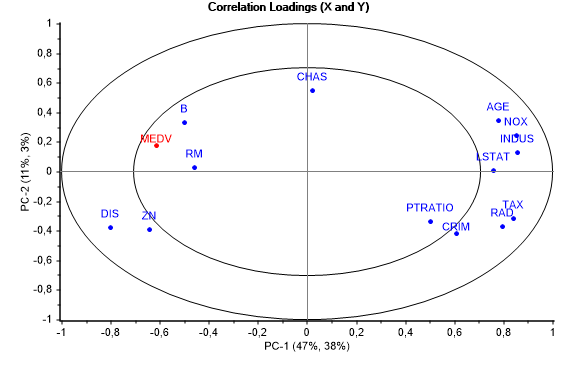 Correlation Loadings (X and Y)
1
0,8
0,6
0,4
0,2
0
-0,2
-0,4
-0,6
-0,8
-1
PC-2 (11%, 3%)
CHAS
B
MEDV
RM
AGE
NOX
INDUS
LSTAT
DIS
ZN
PTRATIO
CRIM
RAD
TAX
-1
-0,8
-0,6
-0,4
-0,2
0
0,2
0,4
0,6
0,8
1
PC-1 (47%, 38%)